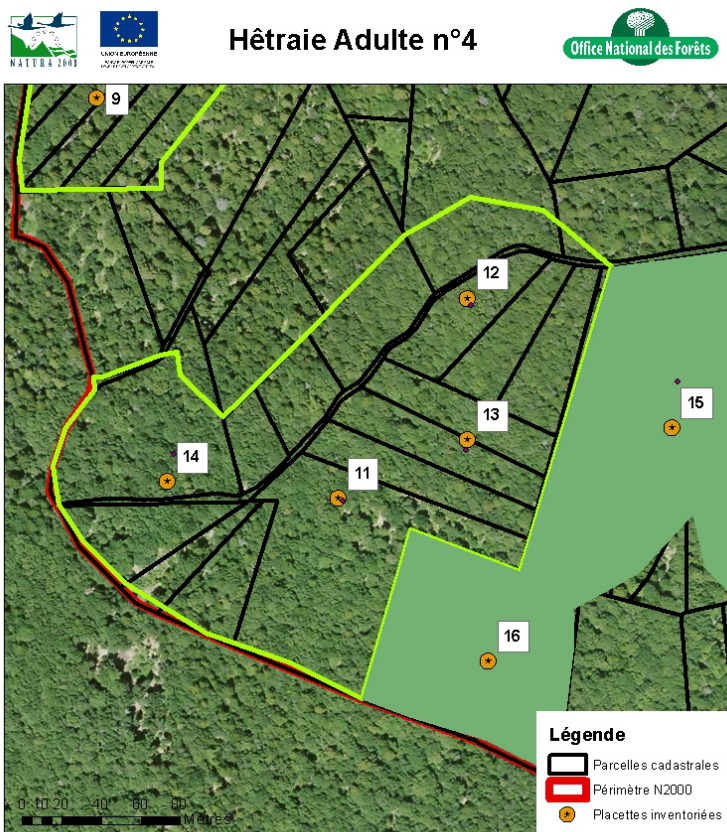 NATURA 2000
UNION EUROPÉENNE
Hêtraie Adulte n°4
Office National des Forêts
9
12
13
15
14
11
16
Légende
Parcelles cadastrales
Périmètre N2000
Placettes inventoriées
0 10 20 40 60 80
Mètres